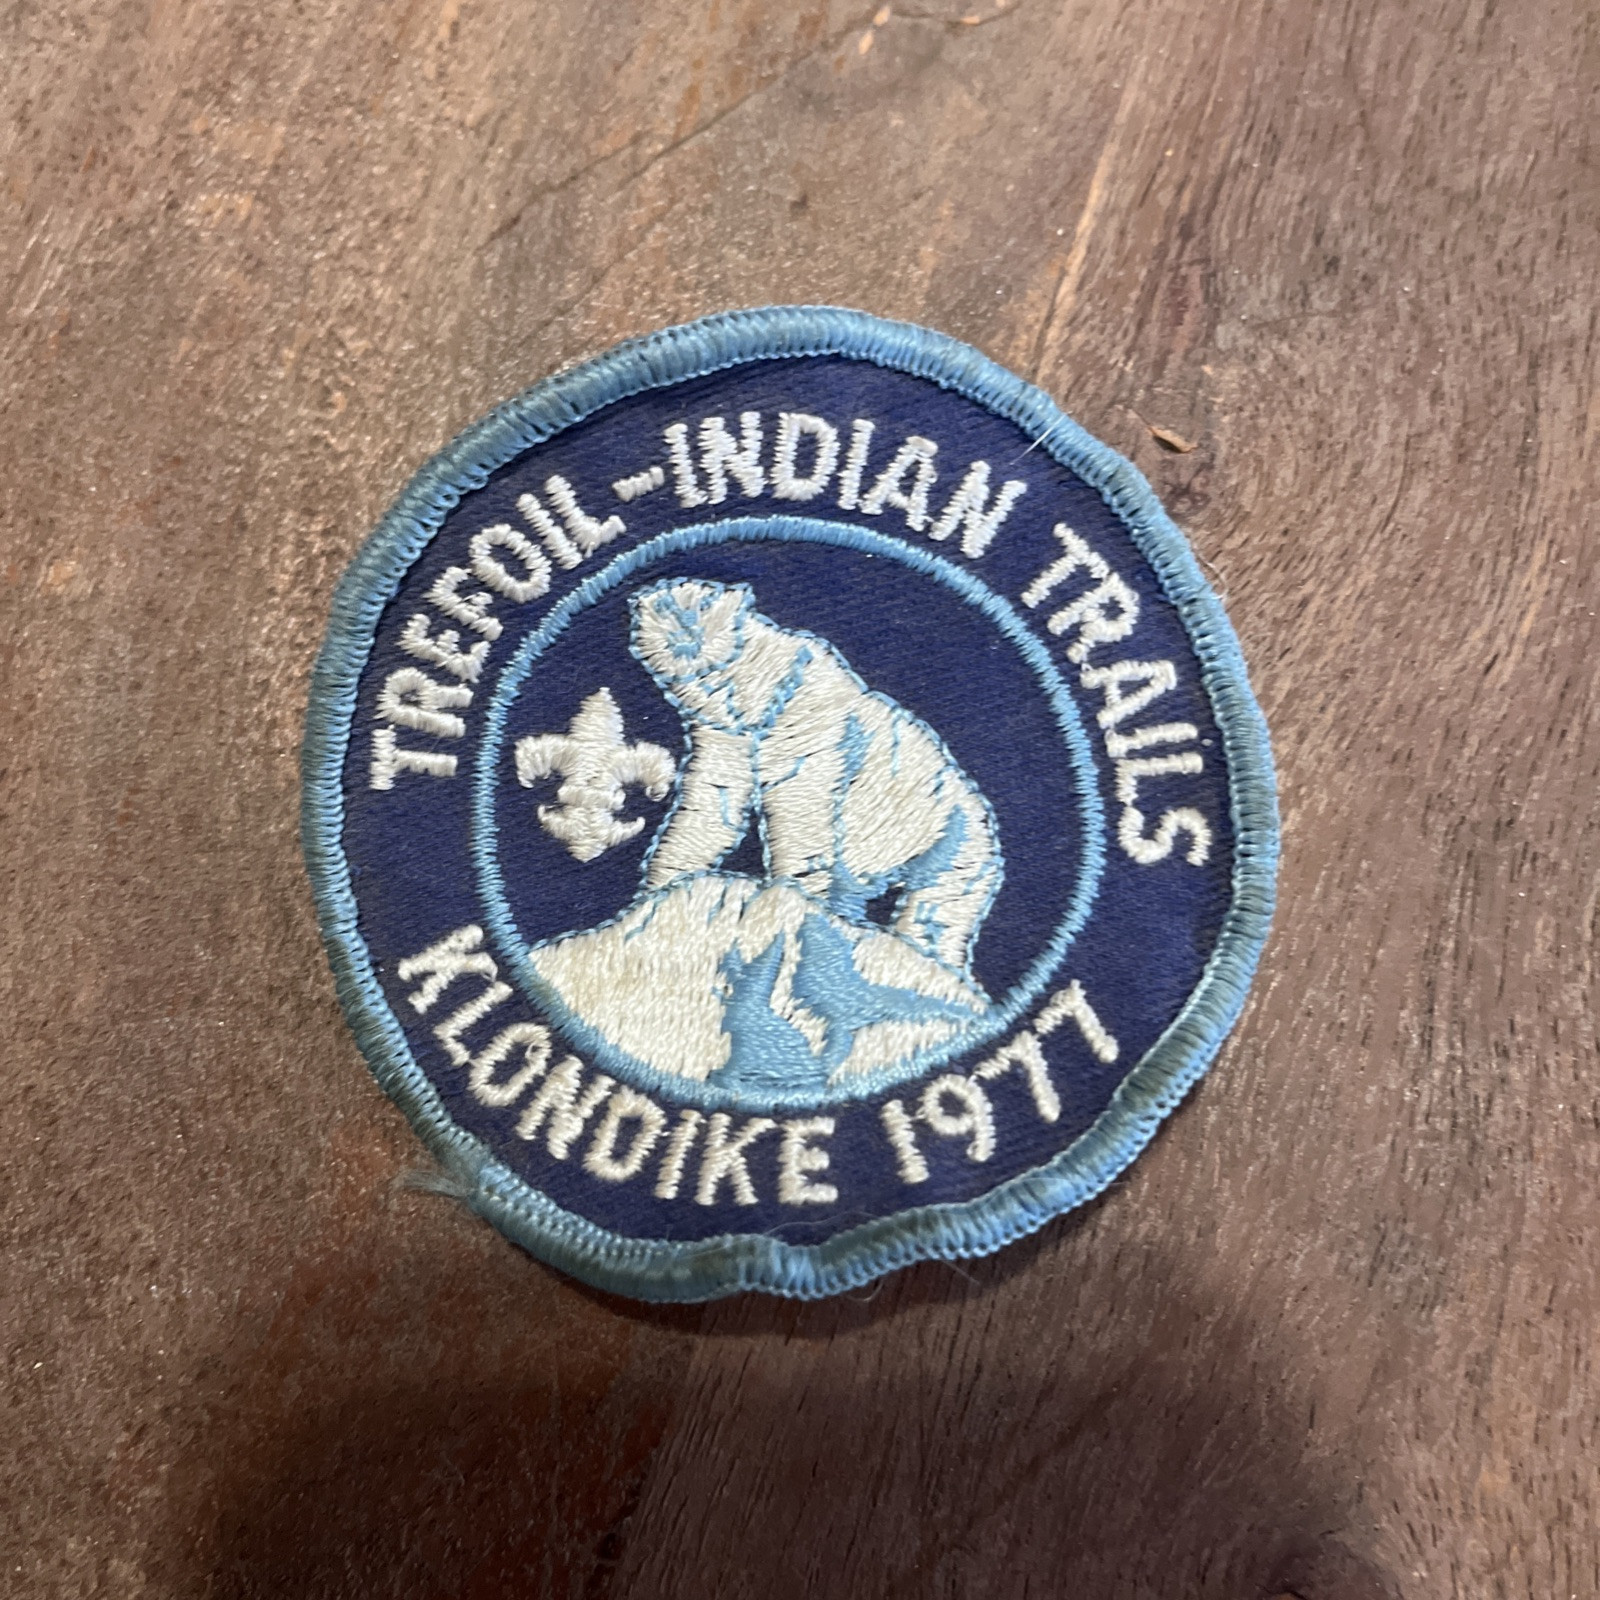 TREFOIL-INDIAN TRAILS
KLONDIKE 1977